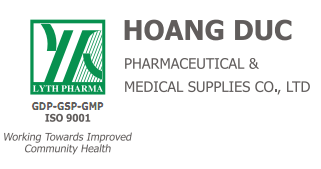 LYTH PHARMA
GDP-GSP-GMP
ISO 9001
Working Towards Improved
Community Health
HOANG DUC
PHARMACEUTICAL &
MEDICAL SUPPLIES CO., LTD